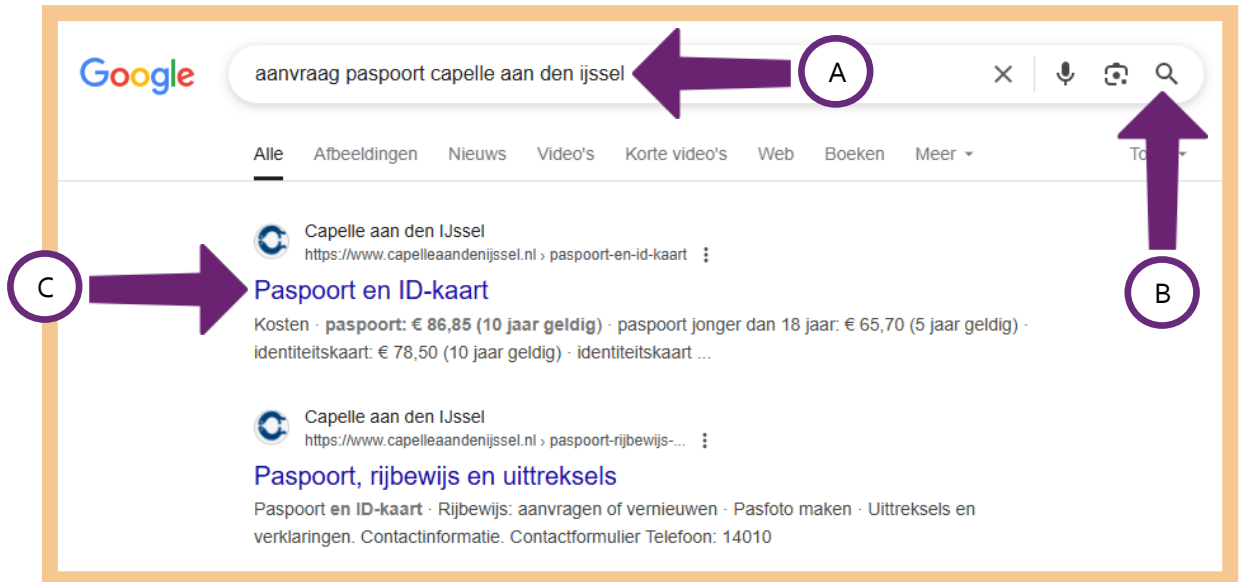 Google
aanvraag paspoort capelle aan den ijssel
A
Alle Afbeeldingen Nieuws Video's Korte video's Web Boeken Meer
B
Capelle aan den IJssel
https://www.capelleaandenijssel.nl › paspoort-en-id-kaart
C
Paspoort en ID-kaart
Kosten · paspoort: € 86,85 (10 jaar geldig) · paspoort jonger dan 18 jaar: € 65,70 (5 jaar geldig) ·
identiteitskaart: € 78,50 (10 jaar geldig) · identiteitskaart ...
Capelle aan den IJssel
https://www.capelleaandenijssel.nl › paspoort-rijbewijs-...
Paspoort, rijbewijs en uittreksels
Paspoort en ID-kaart · Rijbewijs: aanvragen of vernieuwen · Pasfoto maken · Uittreksels en
verklaringen. Contactinformatie. Contactformulier Telefoon: 14010